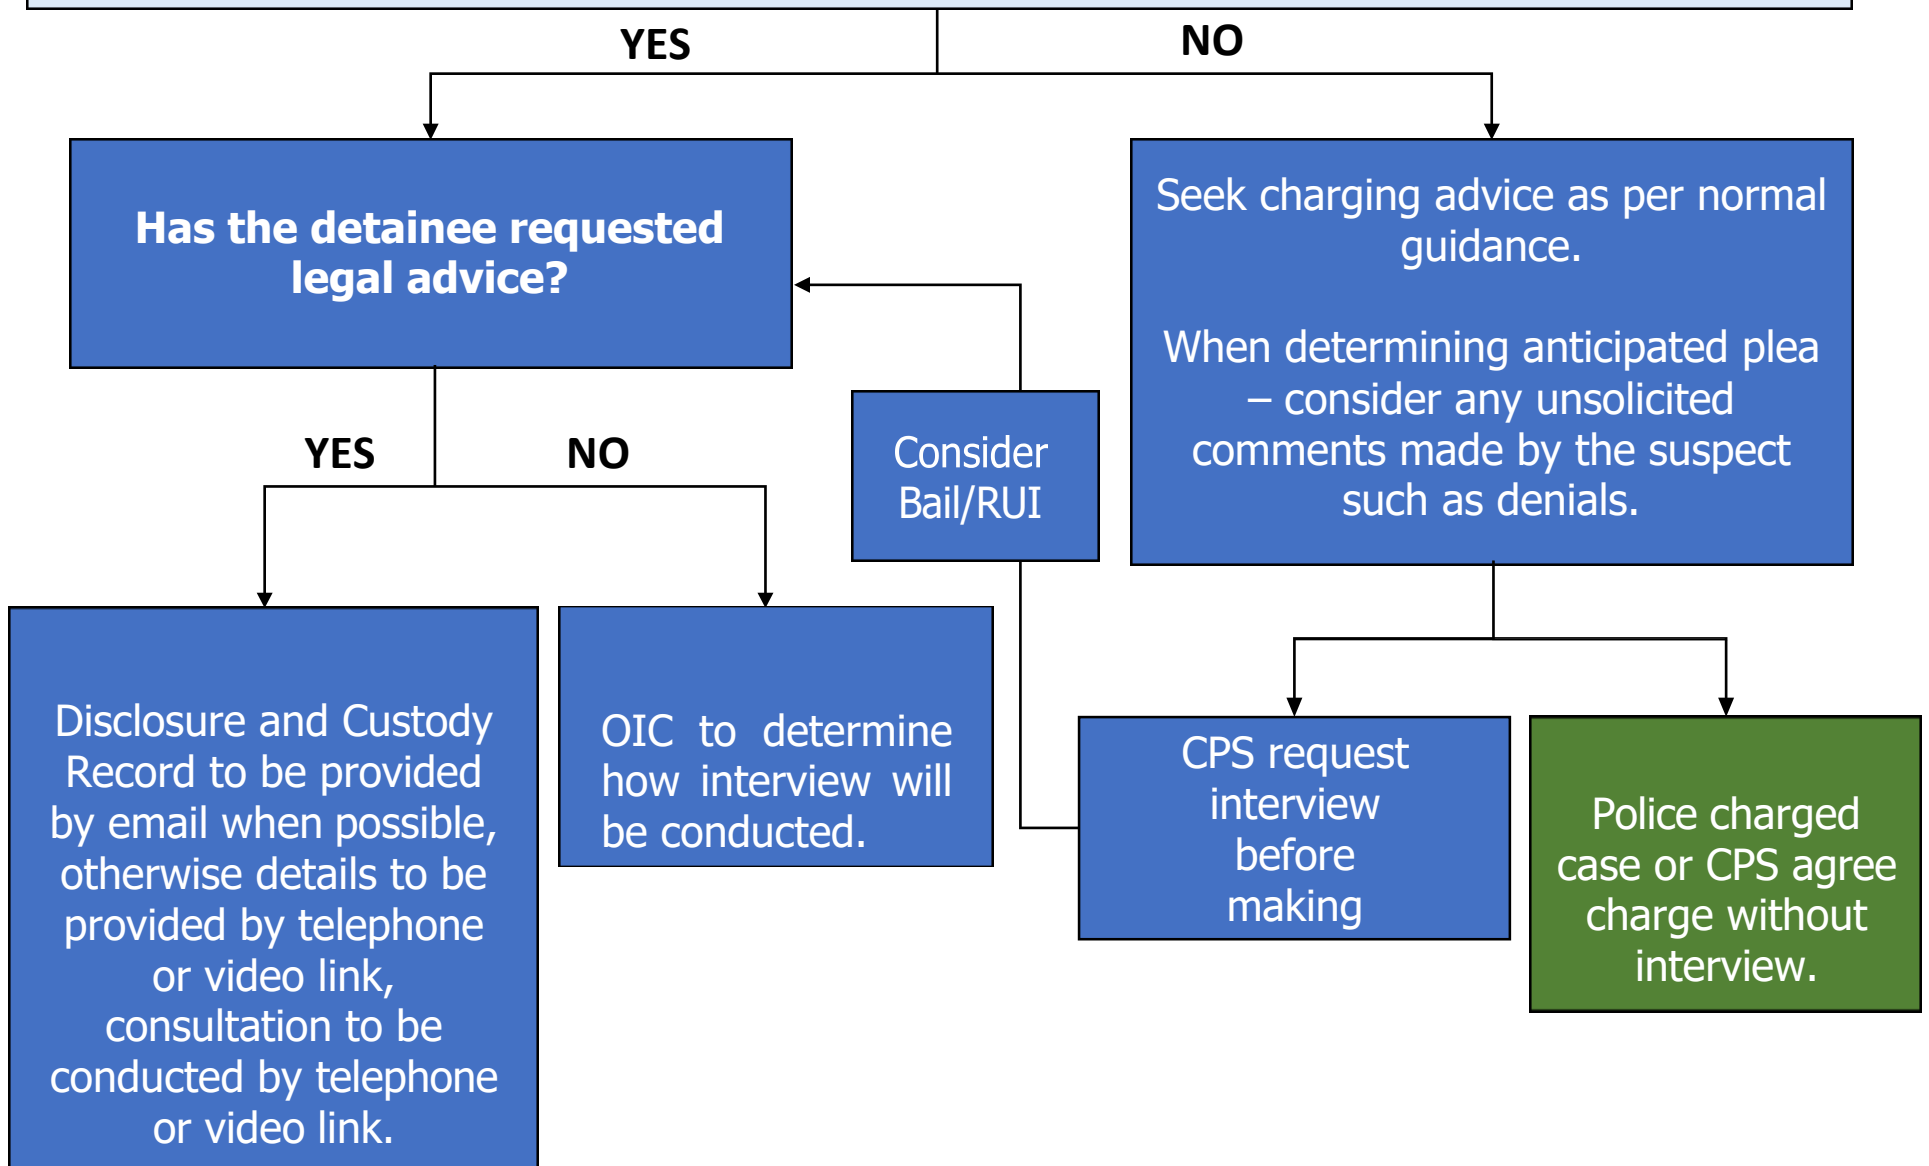 YES
NO
Has the detainee requested
legal advice?
Seek charging advice as per normal
guidance.
When determining anticipated plea
– consider any unsolicited
comments made by the suspect
such as denials.
YES
NO
Consider
Bail/RUI
Disclosure and Custody
Record to be provided
by email when possible,
otherwise details to be
provided by telephone
or video link,
consultation to be
conducted by telephone
or video link.
OIC to determine
how interview will
be conducted.
CPS request
interview
before
making
Police charged
case or CPS agree
charge without
interview.